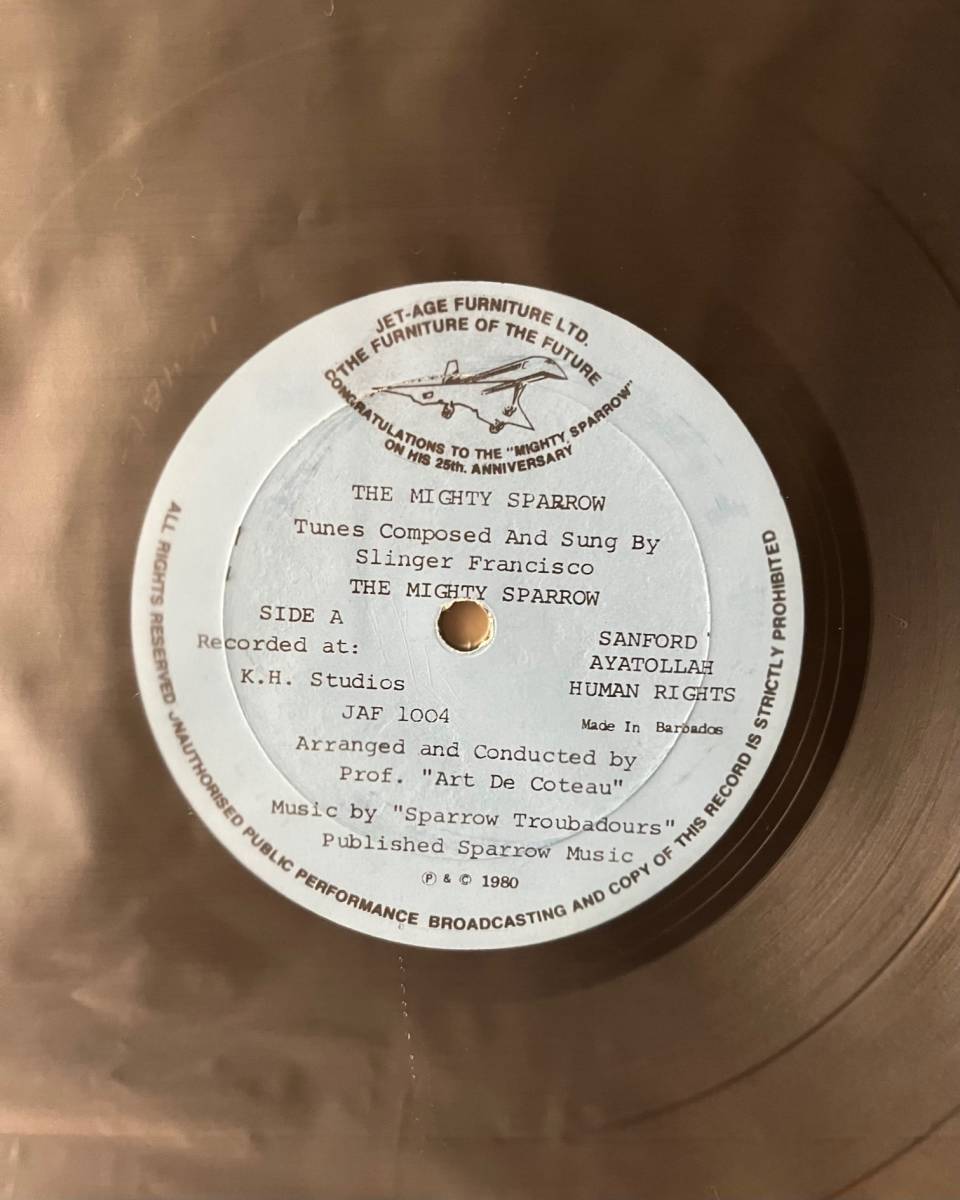 JET-AGE FURNITURE LTD.
"THE FURNITURE OF THE FUTURE
CONGRATULATIONS TO THE "MIGHTY SPARROW"
ON HIS 25th. ANNIVERSARY
THE MIGHTY SPARROW
Tunes Composed And Sung By
Slinger Francisco
THE MIGHTY SPARROW
SIDE A
Recorded at:
K.H. Studios
JAF 1004
SANFORD
AYATOLLAH
HUMAN RIGHTS
Made In Barbados
Arranged and Conducted by
Prof. "Art De Coteau"
Music by "Sparrow Troubadours"
Published Sparrow Music
℗ & © 1980
ALL RIGHTS RESERVED UNAUTHORISED PUBLIC PERFORMANCE BROADCASTING AND COPY OF THIS RECORD IS STRICTLY PROHIBITED